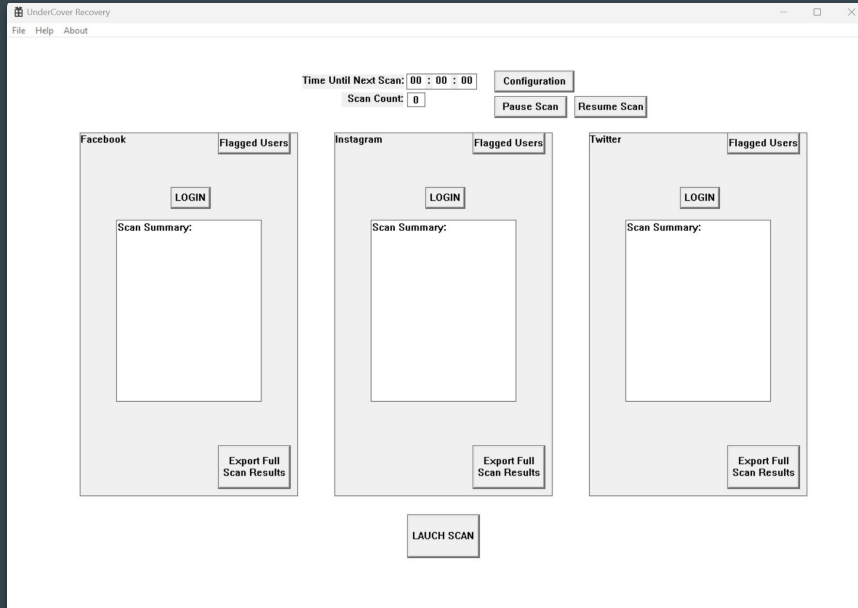 UnderCover Recovery
File Help About
Time Until Next Scan: 00 : 00 : 00 Configuration
Scan Count: 0 Pause Scan Resume Scan
Facebook Flagged Users
LOGIN
Scan Summary:
Export Full
Scan Results
Instagram Flagged Users
LOGIN
Scan Summary:
Export Full
Scan Results
Twitter Flagged Users
LOGIN
Scan Summary:
Export Full
Scan Results
LAUCH SCAN